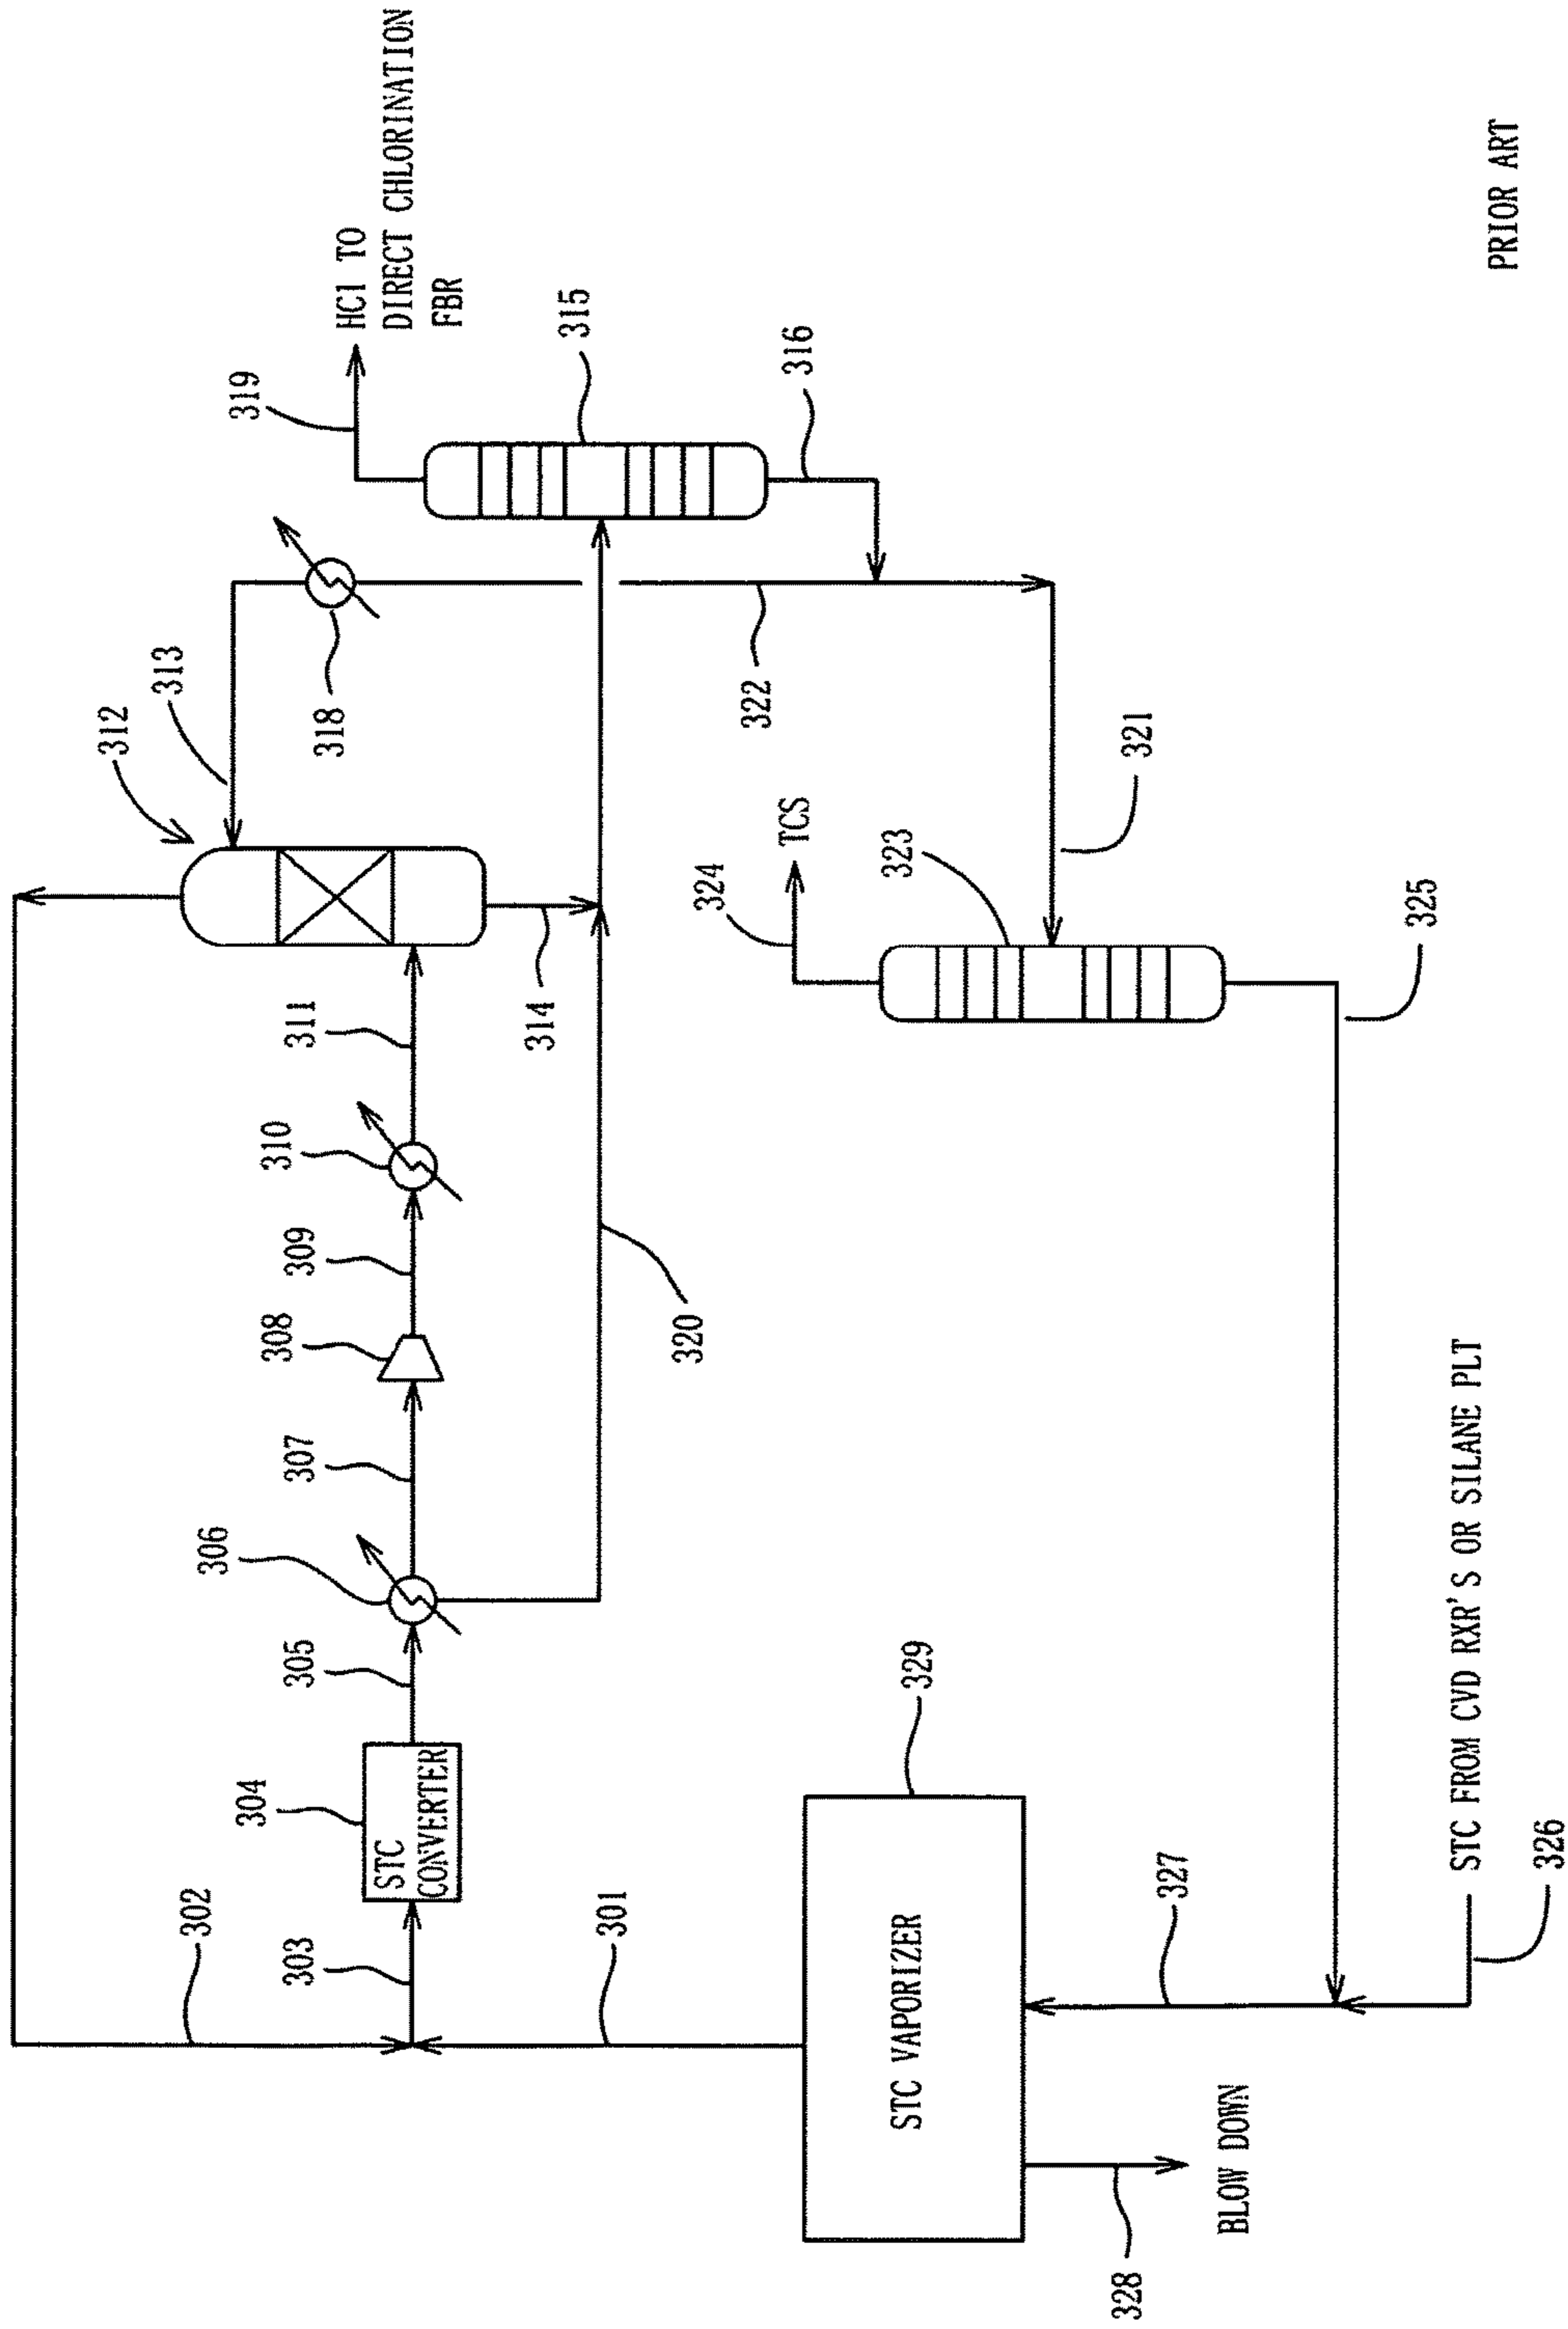 302
303
304
STC
CONVERTER
305
306
307
308
309
310
311
312
313
318
319
HCl TO
DIRECT CHLORINATION
FBR
315
316
314
320
322
301
324
TCS
323
321
325
329
STC VAPORIZER
327
328
BLOW DOWN
STC FROM CVD RXR'S OR SILANE PLT
326
PRIOR ART